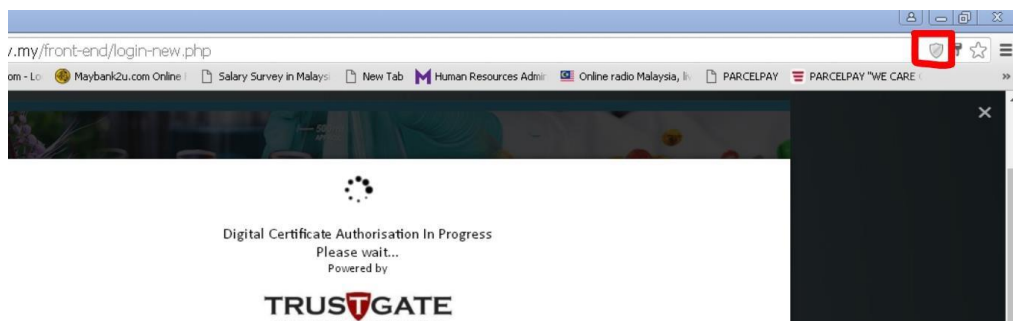 .my/front-end/login-new.php
om - Lo Maybank2u.com Online Salary Survey in Malaysi New Tab Human Resources Admi Online radio Malaysia, li PARCELPAY PARCELPAY "WE CARE
»
Digital Certificate Authorisation In Progress
Please wait...
Powered by
TRUSTGATE